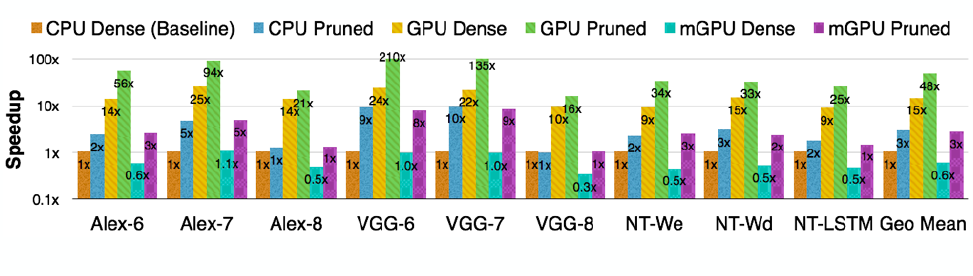 CPU Dense (Baseline) CPU Pruned GPU Dense GPU Pruned mGPU Dense mGPU Pruned
Speedup
100x
10x
1x
0.1x
1x 2x 14x 56x 0.6x 3x
1x 5x 25x 94x 1.1x 5x
1x 1x 14x 21x 0.5x 1x
1x 9x 24x 210x 1.0x 8x
1x 10x 22x 135x 1.0x 9x
1x 1x 10x 16x 0.3x 1x
1x 2x 9x 34x 0.5x 3x
1x 3x 15x 33x 0.5x 2x
1x 2x 9x 25x 0.5x 1x
1x 3x 15x 48x 0.6x 3x
Alex-6 Alex-7 Alex-8 VGG-6 VGG-7 VGG-8 NT-We NT-Wd NT-LSTM Geo Mean